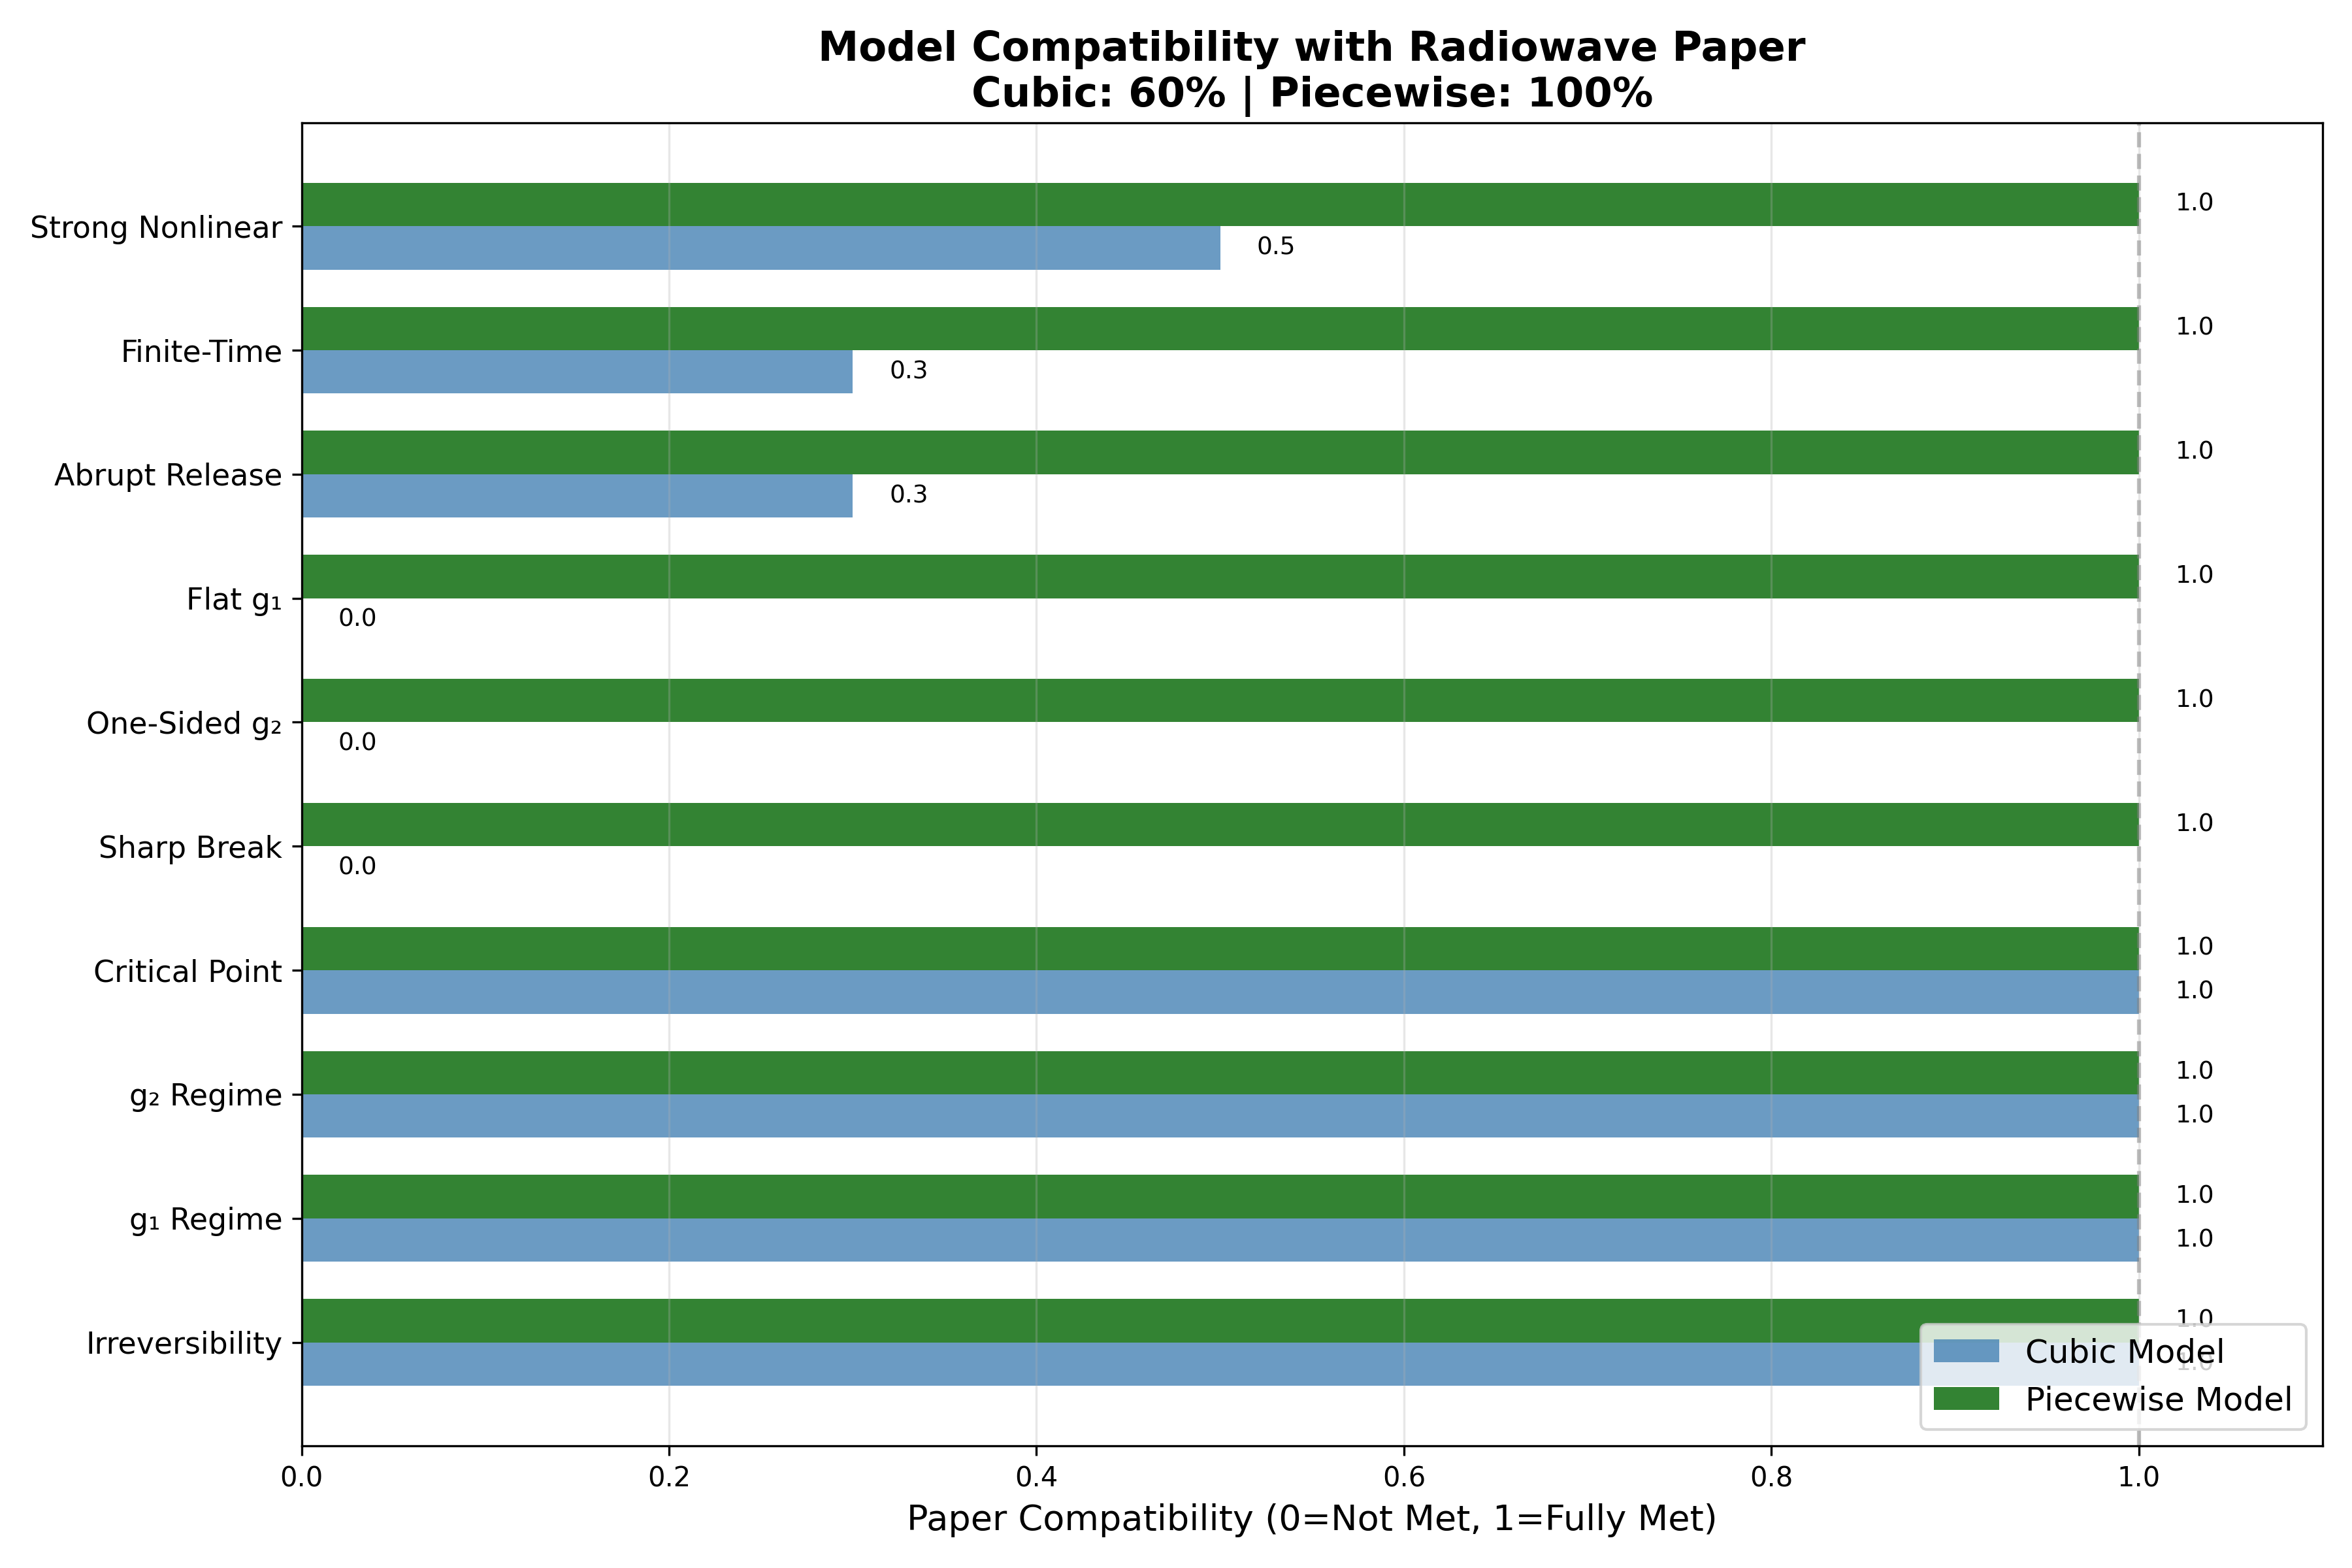 Model Compatibility with Radiowave Paper
Cubic: 60% | Piecewise: 100%
Strong Nonlinear
1.0
0.5
Finite-Time
1.0
0.3
Abrupt Release
1.0
0.3
Flat g₁
1.0
0.0
One-Sided g₂
1.0
0.0
Sharp Break
1.0
0.0
Critical Point
1.0
1.0
g₂ Regime
1.0
1.0
g₁ Regime
1.0
1.0
Irreversibility
1.0
1.0
Cubic Model
Piecewise Model
0.0 0.2 0.4 0.6 0.8 1.0
Paper Compatibility (0=Not Met, 1=Fully Met)